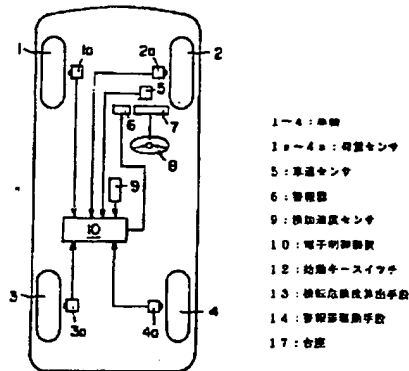 1 1a 2a 2
5
6 7
8
9
10
3 3a 4a 4
1~4:車輪
1a~4a:荷重センサ
5:車速センサ
6:警報器
9:横加速度センサ
10:電子制御装置
12:始動キースイッチ
13:横転危険度算出手段
14:警報器駆動手段
17:台座